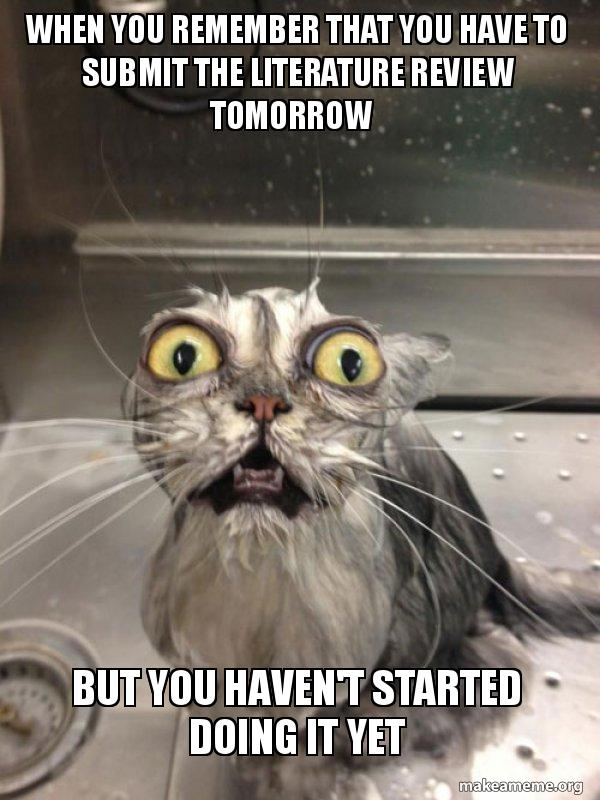 WHEN YOU REMEMBER THAT YOU HAVE TO
SUBMIT THE LITERATURE REVIEW
TOMORROW
BUT YOU HAVEN'T STARTED
DOING IT YET
makeameme.org